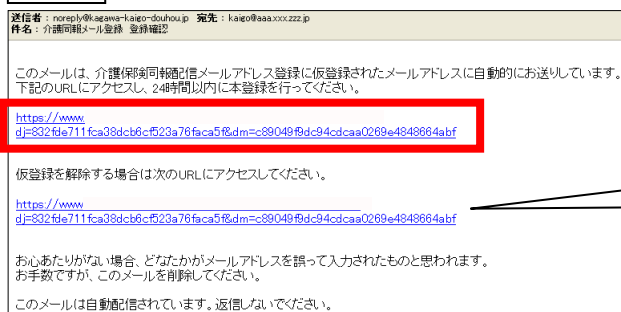 送信者：noreply@kagawa-kaigo-douhou.jp 宛先：kaigo@aaa.xxx.zzz.jp
件名：介護同報メール登録 登録確認
このメールは、介護保険同報配信メールアドレス登録に仮登録されたメールアドレスに自動的にお送りしています。
下記のURLにアクセスし、24時間以内に本登録を行ってください。
https://www.
dj=832fde711fca38dcb6cf523a76faca5f&dm=c89049f9dc94cdcaa0269e4848664abf
仮登録を解除する場合は次のURLにアクセスしてください。
https://www
dj=832fde711fca38dcb6cf523a76faca5f&dm=c89049f9dc94cdcaa0269e4848664abf
お心あたりがない場合、どなたかがメールアドレスを誤って入力されたものと思われます。
お手数ですが、このメールを削除してください。
このメールは自動配信されています。返信しないでください。